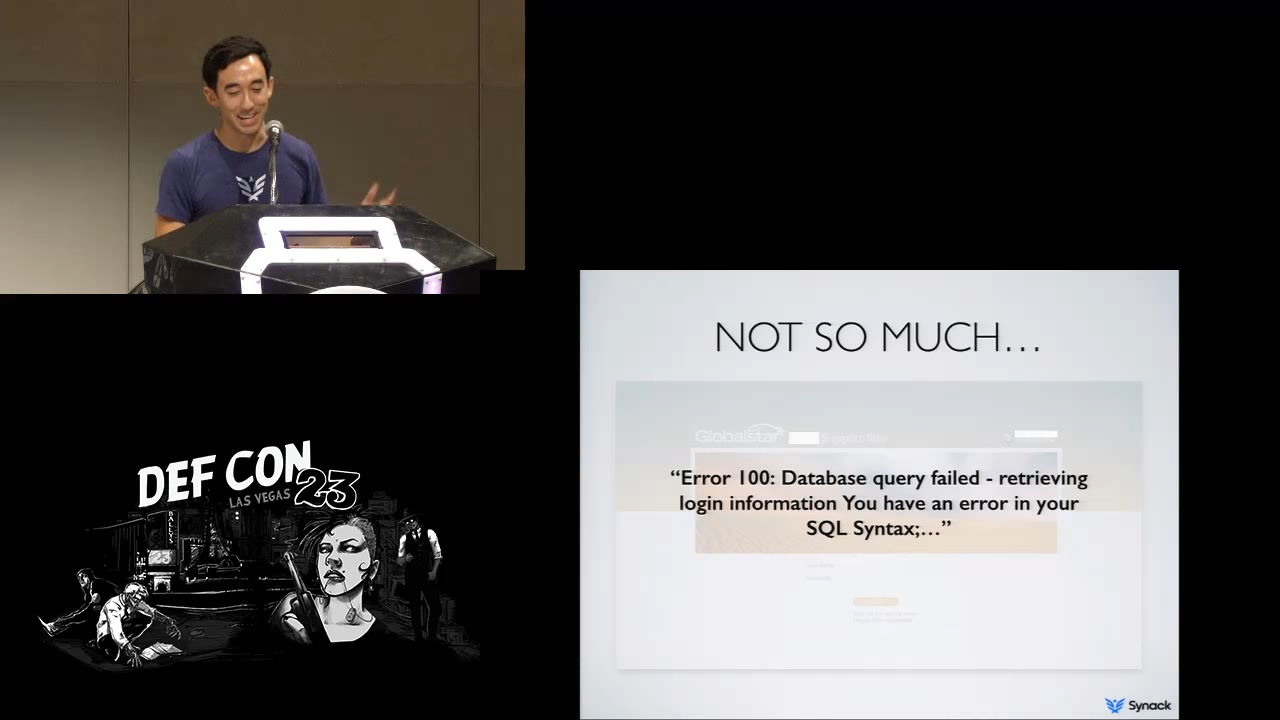 NOT SO MUCH...
Globalstar
“Error 100: Database query failed - retrieving
login information You have an error in your
SQL Syntax;...”
Synack
DEF CON
LAS VEGAS 23
BALLYS